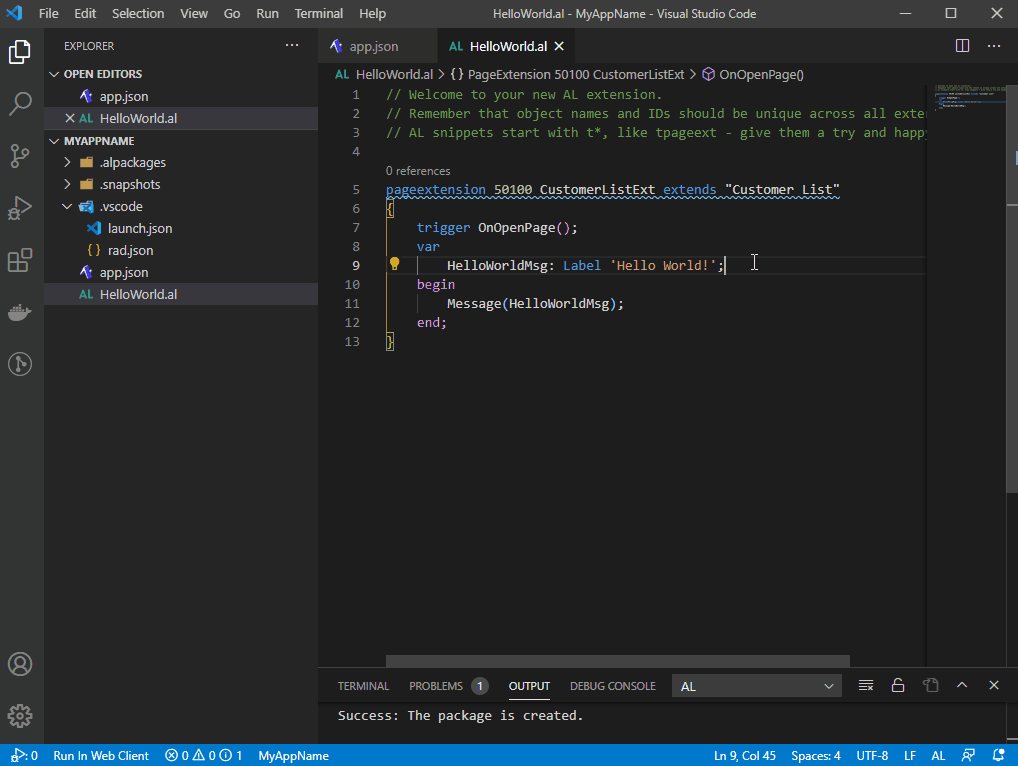 File Edit Selection View Go Run Terminal Help HelloWorld.al - MyAppName - Visual Studio Code
EXPLORER
OPEN EDITORS
app.json
AL HelloWorld.al
MYAPPNAME
.alpackages
.snapshots
.vscode
launch.json
{} rad.json
app.json
AL HelloWorld.al
app.json AL HelloWorld.al
AL HelloWorld.al > {} PageExtension 50100 CustomerListExt > OnOpenPage()
1 // Welcome to your new AL extension.
2 // Remember that object names and IDs should be unique across all exte
3 // AL snippets start with t*, like tpageext - give them a try and happ
4
0 references
5 pageextension 50100 CustomerListExt extends "Customer List"
6 {
7 trigger OnOpenPage();
8 var
9 HelloWorldMsg: Label 'Hello World!';
10 begin
11 Message(HelloWorldMsg);
12 end;
13 }
TERMINAL PROBLEMS 1 OUTPUT DEBUG CONSOLE AL
Success: The package is created.
0 Run In Web Client 0 0 1 MyAppName Ln 9, Col 45 Spaces: 4 UTF-8 LF AL